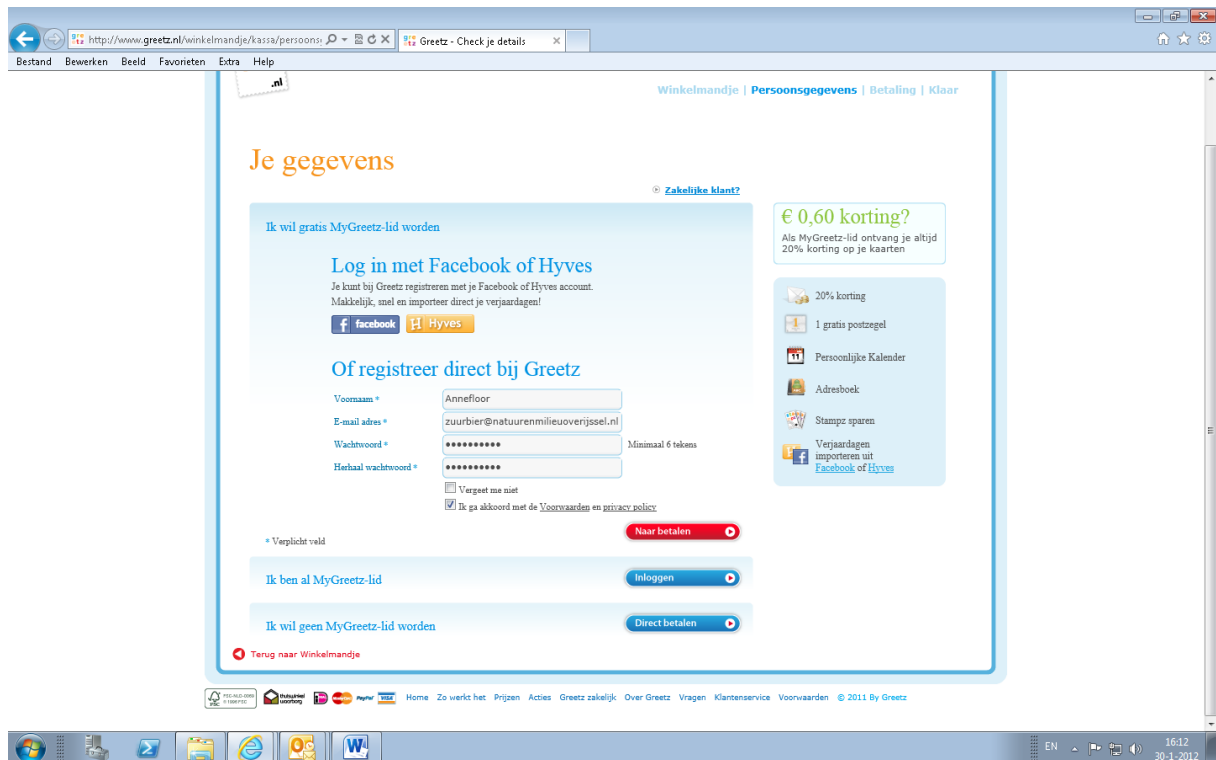 http://www.greetz.nl/winkelmandje/kassa/persoons
Greetz - Check je details
Bestand Bewerken Beeld Favorieten Extra Help
.nl
Winkelmandje | Persoonsgegevens | Betaling | Klaar
Je gegevens
Zakelijke klant?
Ik wil gratis MyGreetz-lid worden
Log in met Facebook of Hyves
Je kunt bij Greetz registreren met je Facebook of Hyves account.
Makkelijk, snel en importeer direct je verjaardagen!
facebook Hyves
Of registreer direct bij Greetz
Voornaam * Annefloor
E-mail adres * zuurbier@natuurenmilieuoverijssel.nl
Wachtwoord * •••••••••• Minimaal 6 tekens
Herhaal wachtwoord * ••••••••••
Vergeet me niet
Ik ga akkoord met de Voorwaarden en privacy policy
Naar betalen
* Verplicht veld
Ik ben al MyGreetz-lid Inloggen
Ik wil geen MyGreetz-lid worden Direct betalen
Terug naar Winkelmandje
€ 0,60 korting?
Als MyGreetz-lid ontvang je altijd
20% korting op je kaarten
20% korting
1 gratis postzegel
11 Persoonlijke Kalender
Adresboek
Stampz sparen
Verjaardagen
importeren uit
Facebook of Hyves
FSC thuiswinkel waarborg PayPal VISA Home Zo werkt het Prijzen Acties Greetz zakelijk Over Greetz Vragen Klantenservice Voorwaarden © 2011 By Greetz
EN 16:12
30-1-2012